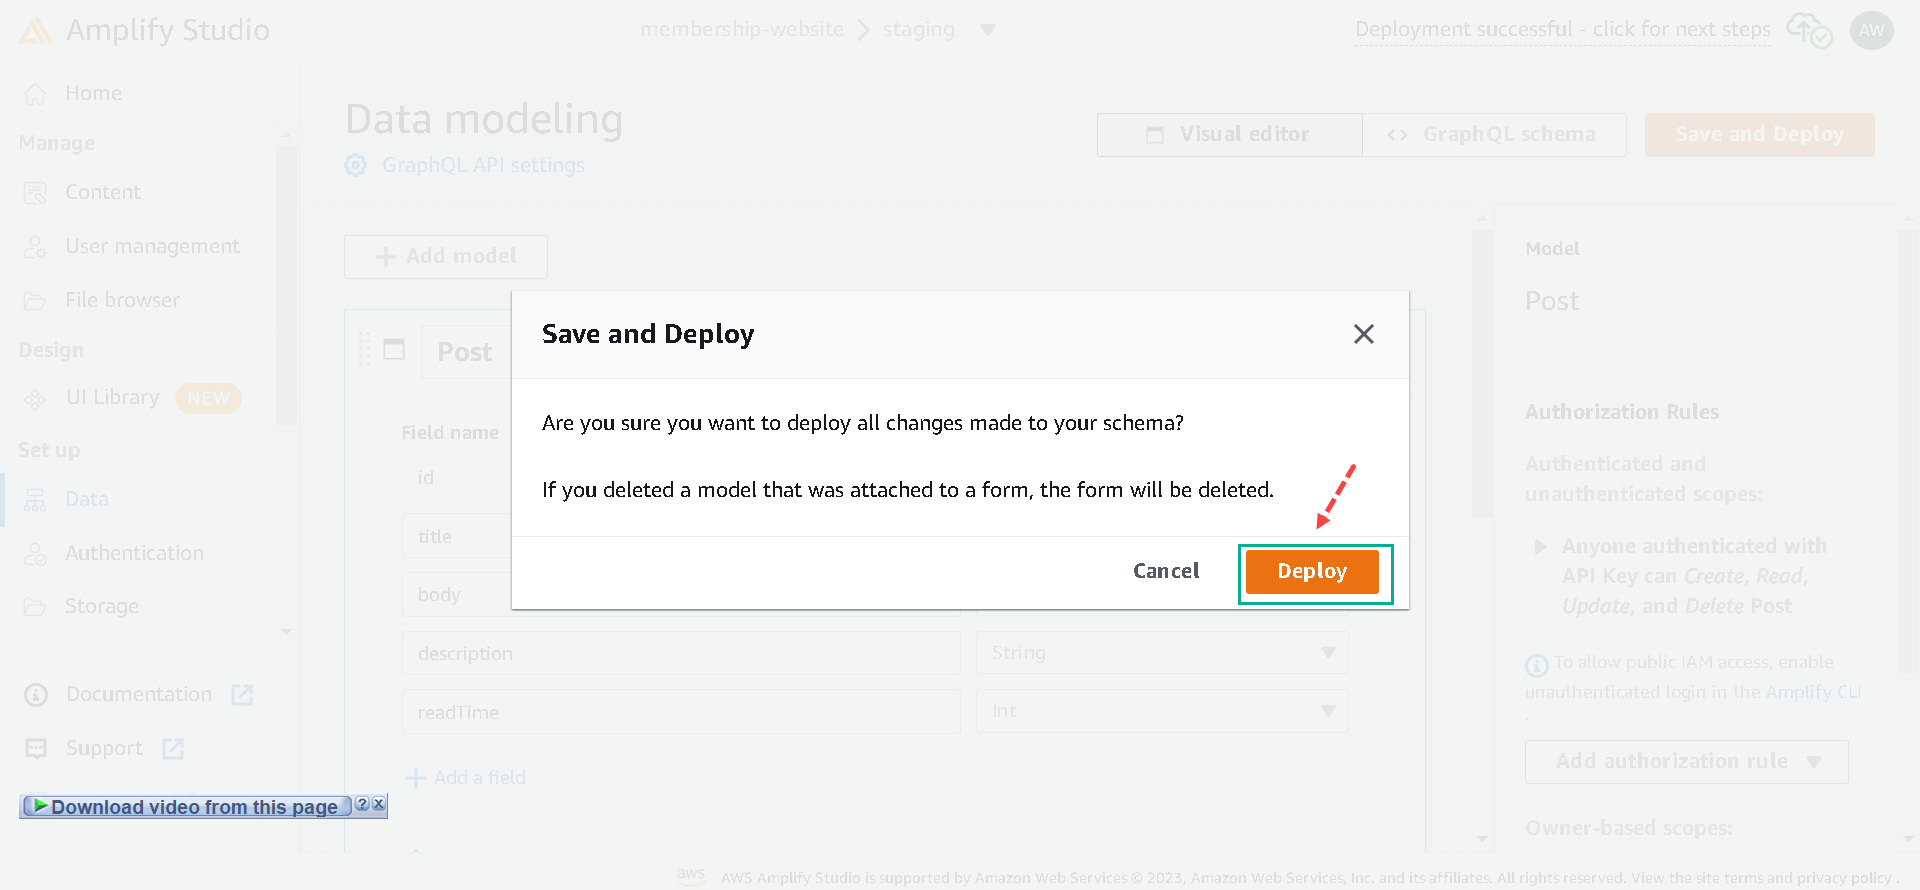 Amplify Studio
membership-website
staging
Deployment successful - click for next steps
AW
Home
Manage
Content
User management
File browser
Design
UI Library
NEW
Set up
Data
Authentication
Storage
Documentation
Support
Download video from this page
? x
Data modeling
GraphQL API settings
Visual editor
<> GraphQL schema
Save and Deploy
+ Add model
Post
Field name
id
title
body
description
String
readTime
Int
+ Add a field
Save and Deploy
Are you sure you want to deploy all changes made to your schema?
If you deleted a model that was attached to a form, the form will be deleted.
Cancel
Deploy
Model
Post
Authorization Rules
Authenticated and
unauthenticated scopes:
Anyone authenticated with
API Key can Create, Read,
Update, and Delete Post
To allow public IAM access, enable
unauthenticated login in the Amplify CLI
.
Add authorization rule
Owner-based scopes:
aws
AWS Amplify Studio is supported by Amazon Web Services © 2023, Amazon Web Services, Inc. and its affiliates. All rights reserved. View the site terms and privacy policy .